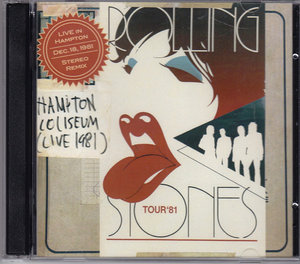 ROLLING
LIVE IN
HAMPTON
DEC. 18, 1981
STEREO
REMIX
HAMPTON
COLISEUM
(LIVE 1981)
TOUR'81
STONES